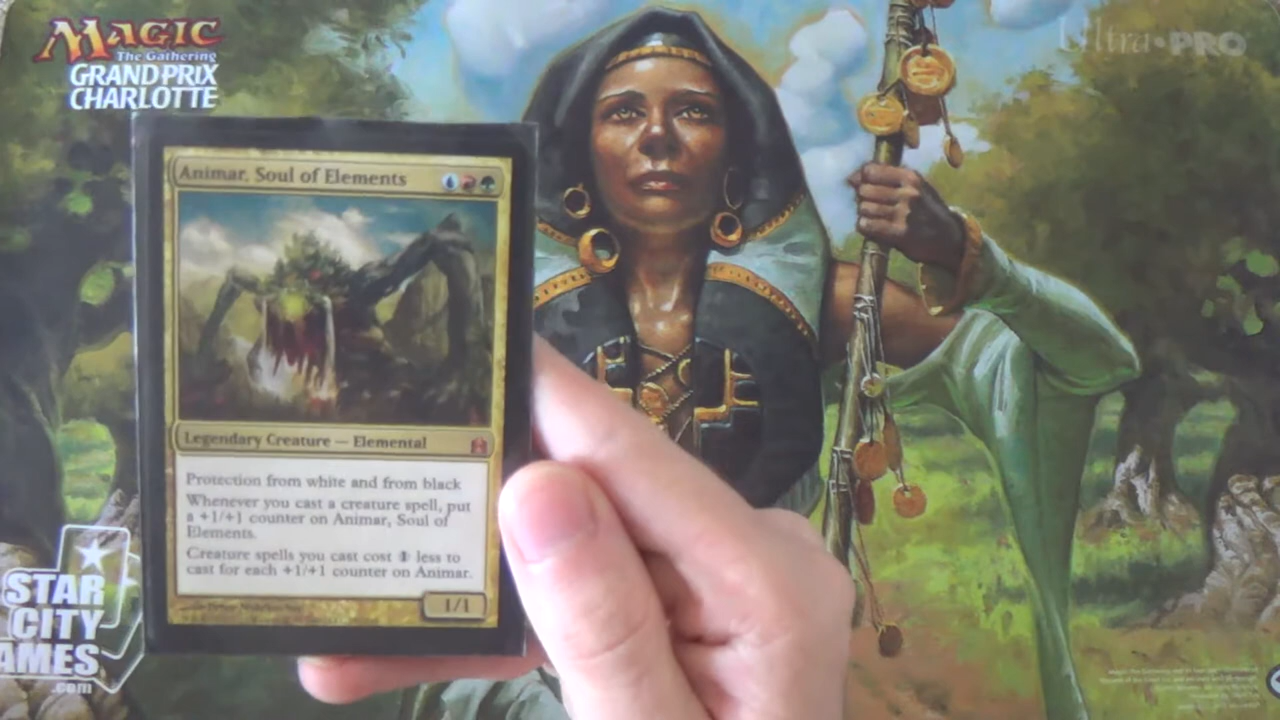 MAGIC
The Gathering
GRAND PRIX
CHARLOTTE
Ultra•PRO
Animar, Soul of Elements
Legendary Creature — Elemental
Protection from white and from black
Whenever you cast a creature spell, put
a +1/+1 counter on Animar, Soul of
Elements.
Creature spells you cast cost 1 less to
cast for each +1/+1 counter on Animar.
1/1
STAR
CITY
AMES
.com